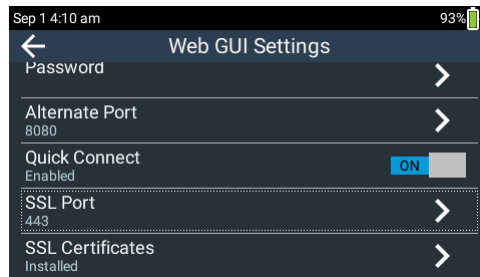 Sep 1 4:10 am 93%
Web GUI Settings
Password
Alternate Port
8080
Quick Connect
Enabled
ON
SSL Port
443
SSL Certificates
Installed